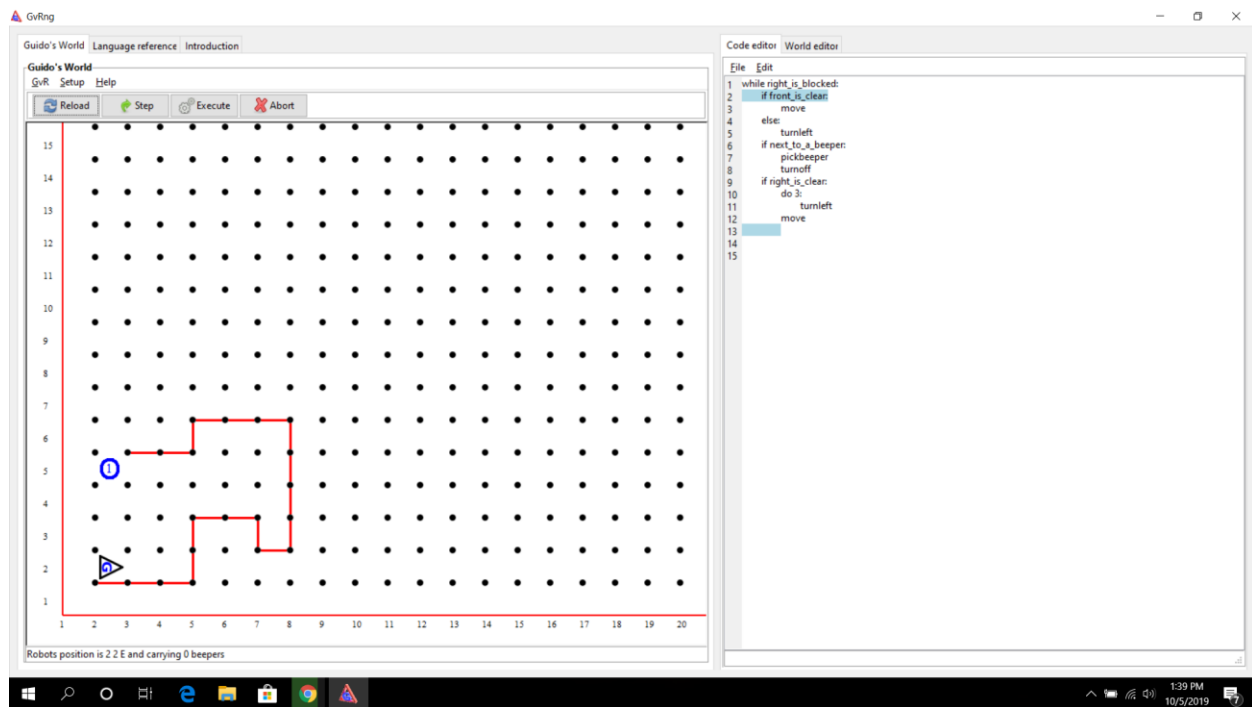 GvRng
Guido's World Language reference Introduction
Guido's World
GvR Setup Help
Reload Step Execute Abort
15
14
13
12
11
10
9
8
7
6
5
4
3
2
1
1
G
1 2 3 4 5 6 7 8 9 10 11 12 13 14 15 16 17 18 19 20
Robots position is 2 2 E and carrying 0 beepers
Code editor World editor
File Edit
1 while right_is_blocked:
2 if front_is_clear:
3 move
4 else:
5 turnleft
6 if next_to_a_beeper:
7 pickbeeper
8 turnoff
9 if right_is_clear:
10 do 3:
11 turnleft
12 move
13
14
15
1:39 PM
10/5/2019
7